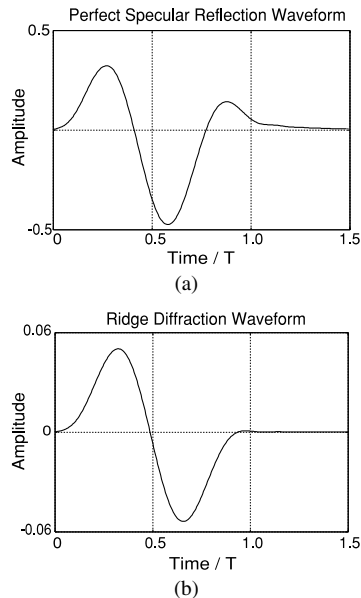 Perfect Specular Reflection Waveform
0.5
Amplitude
-0.5
0 0.5 1.0 1.5
Time / T
(a)
Ridge Diffraction Waveform
0.06
Amplitude
0
-0.06
0 0.5 1.0 1.5
Time / T
(b)